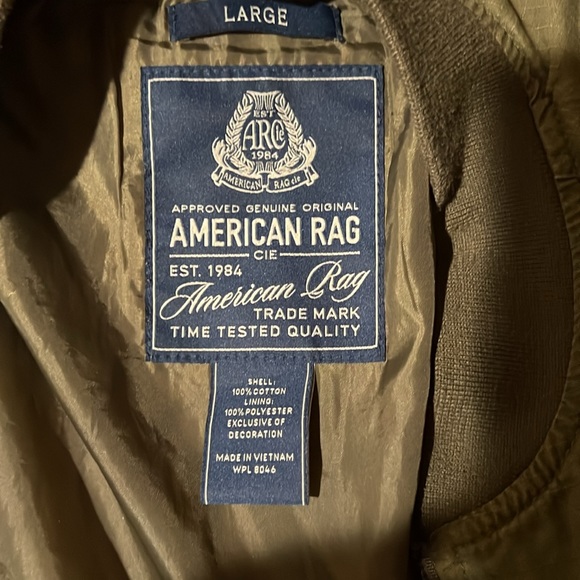 LARGE
EST
ARCie
1984
AMERICAN RAG cie
APPROVED GENUINE ORIGINAL
AMERICAN RAG
CIE
EST. 1984
American Rag
TRADE MARK
TIME TESTED QUALITY
SHELL:
100%COTTON
LINING:
100%POLYESTER
EXCLUSIVE OF
DECORATION
MADE IN VIETNAM
WPL 8046